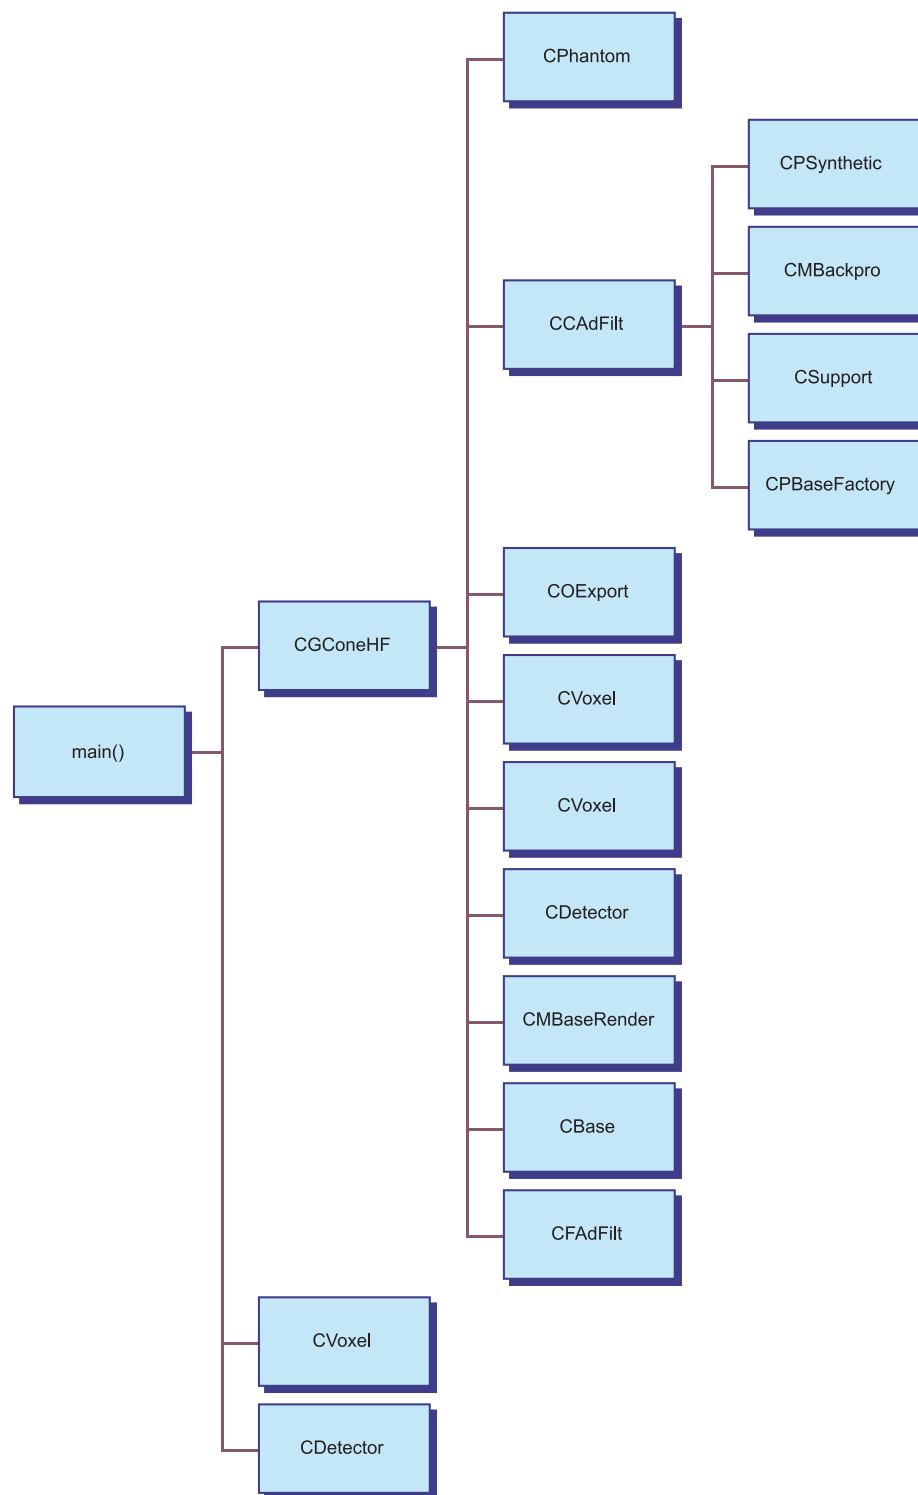 CPhantom
CPSynthetic
CMBackpro
CCAdFilt
CSupport
CPBaseFactory
COExport
CGConeHF
CVoxel
main()
CVoxel
CDetector
CMBaseRender
CBase
CFAdFilt
CVoxel
CDetector